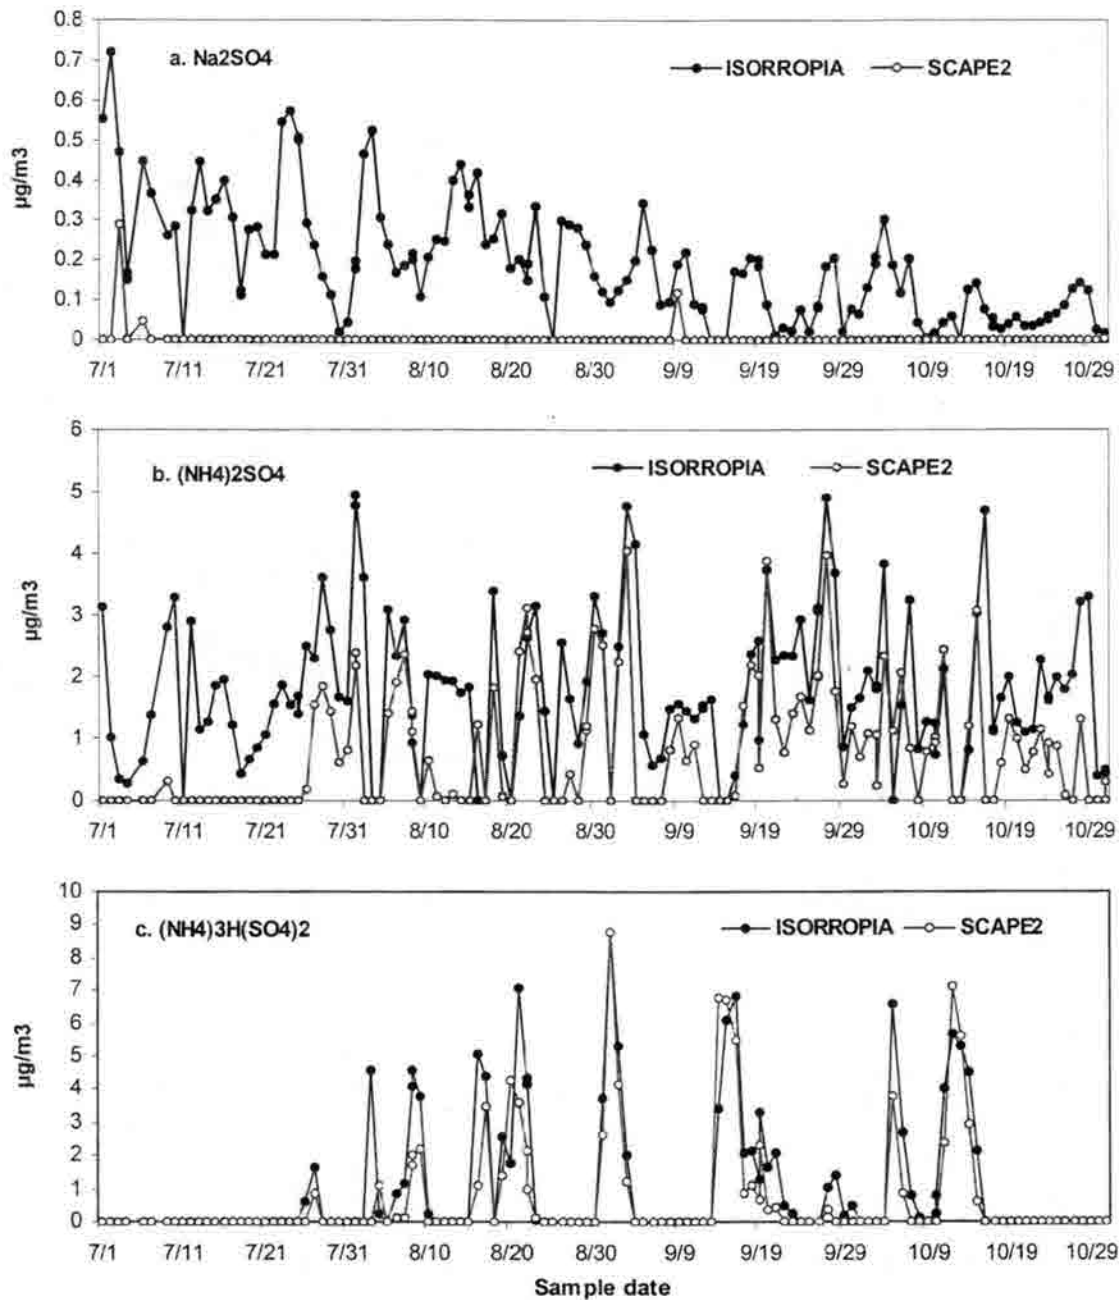 a. Na2SO4
ISORROPIA SCAPE2
µg/m3
0.8
0.7
0.6
0.5
0.4
0.3
0.2
0.1
0
7/1 7/11 7/21 7/31 8/10 8/20 8/30 9/9 9/19 9/29 10/9 10/19 10/29
b. (NH4)2SO4
ISORROPIA SCAPE2
µg/m3
6
5
4
3
2
1
0
7/1 7/11 7/21 7/31 8/10 8/20 8/30 9/9 9/19 9/29 10/9 10/19 10/29
c. (NH4)3H(SO4)2
ISORROPIA SCAPE2
µg/m3
10
9
8
7
6
5
4
3
2
1
0
7/1 7/11 7/21 7/31 8/10 8/20 8/30 9/9 9/19 9/29 10/9 10/19 10/29
Sample date